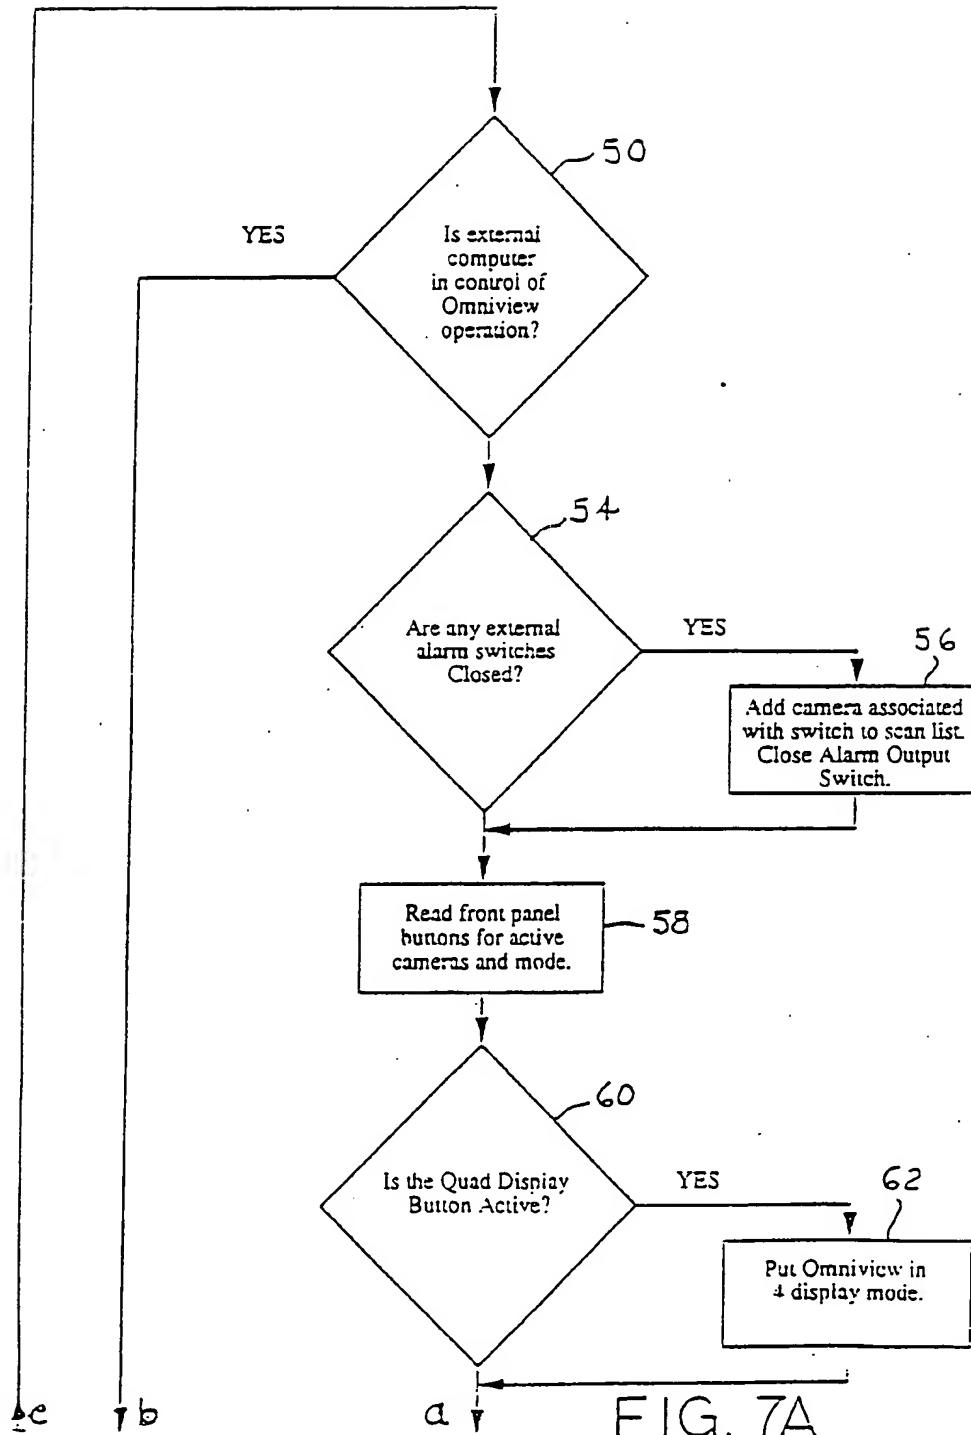 50
YES
Is external
computer
in control of
Omniview
operation?
54
Are any external
alarm switches
Closed?
YES
56
Add camera associated
with switch to scan list.
Close Alarm Output
Switch.
Read front panel
buttons for active
cameras and mode.
58
60
Is the Quad Display
Button Active?
YES
62
Put Omniview in
4 display mode.
c
b
a
FIG. 7A